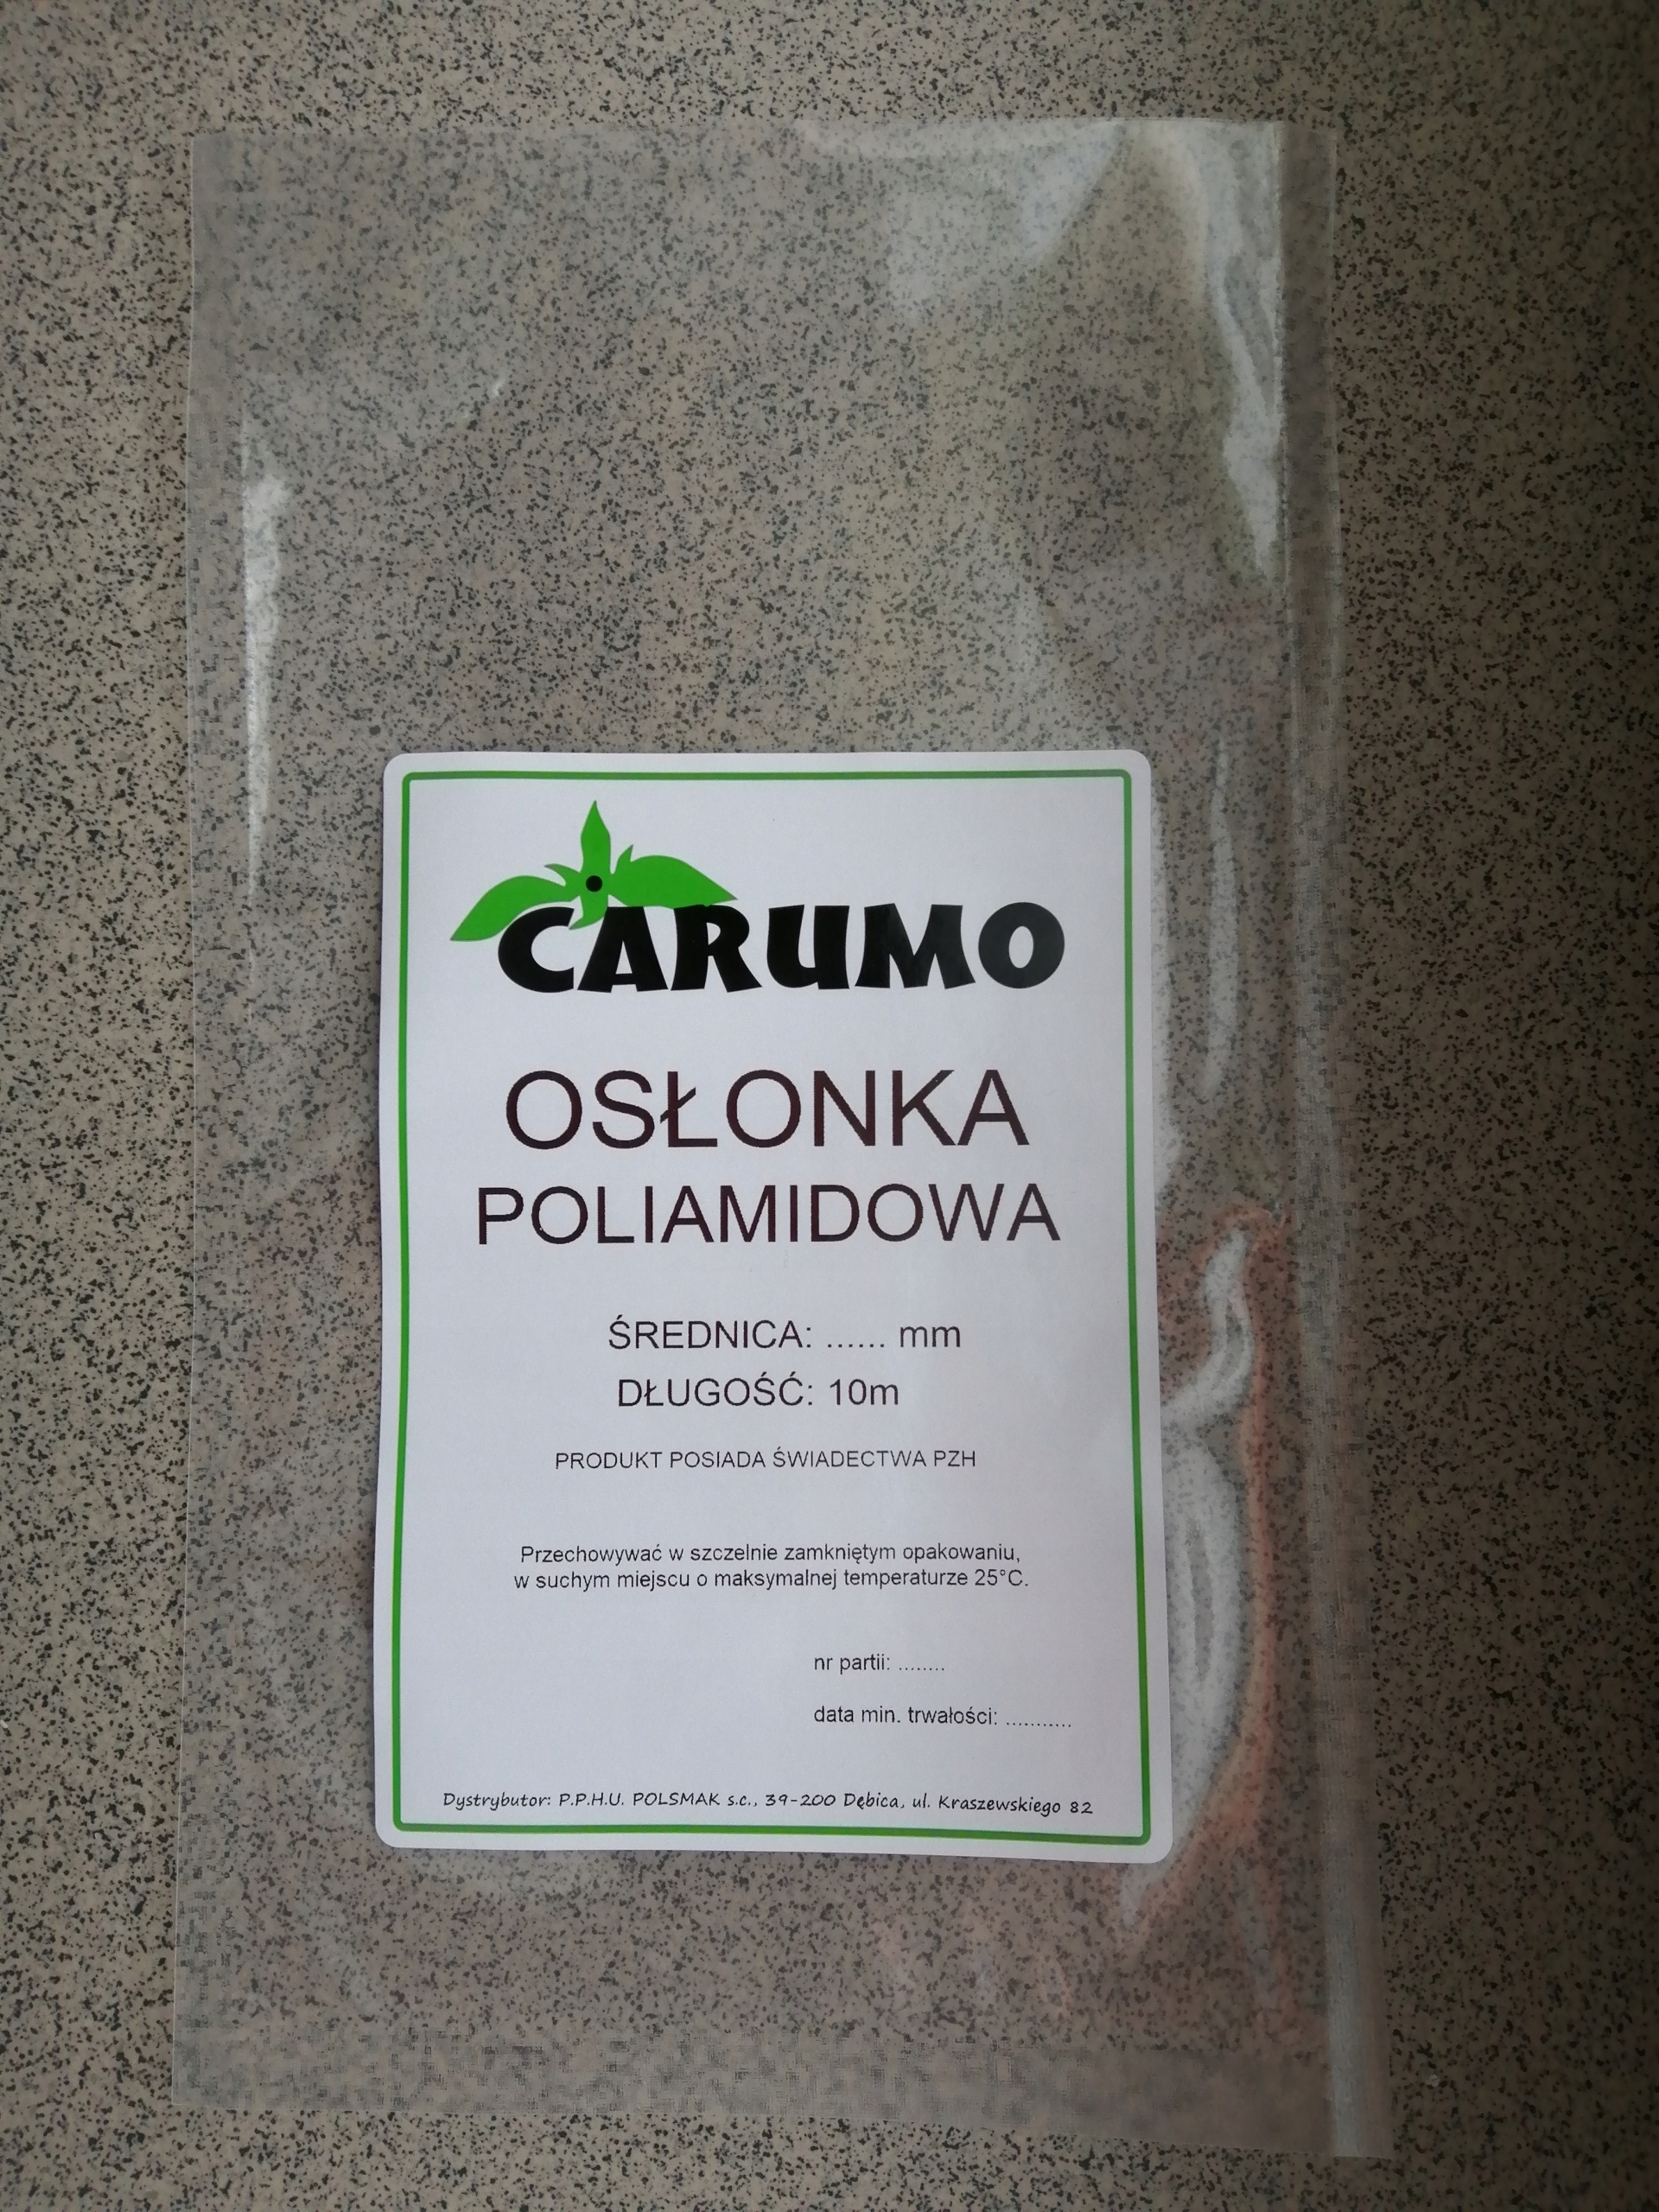 CARUMO
OSŁONKA
POLIAMIDOWA
ŚREDNICA: ...... mm
DŁUGOŚĆ: 10m
PRODUKT POSIADA ŚWIADECTWA PZH
Przechowywać w szczelnie zamkniętym opakowaniu,
w suchym miejscu o maksymalnej temperaturze 25°C.
nr partii: ........
data min. trwałości: ...........
Dystrybutor: P.P.H.U. POLSMAK s.c., 39-200 Dębica, ul. Kraszewskiego 82